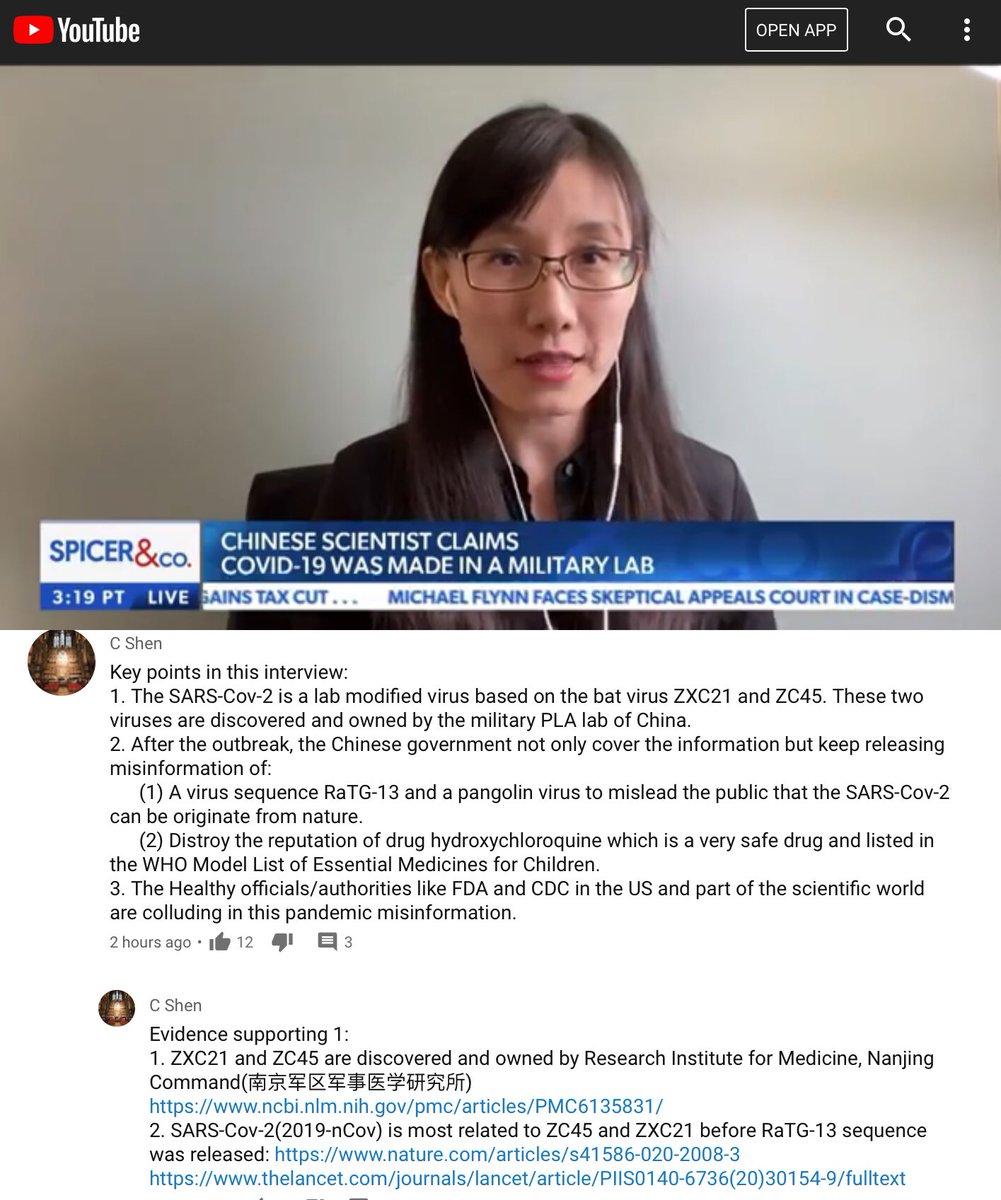 YouTube
OPEN APP
SPICER&CO.
CHINESE SCIENTIST CLAIMS
COVID-19 WAS MADE IN A MILITARY LAB
3:19 PT LIVE GAINS TAX CUT . . . MICHAEL FLYNN FACES SKEPTICAL APPEALS COURT IN CASE-DISM
C Shen
Key points in this interview:
1. The SARS-Cov-2 is a lab modified virus based on the bat virus ZXC21 and ZC45. These two
viruses are discovered and owned by the military PLA lab of China.
2. After the outbreak, the Chinese government not only cover the information but keep releasing
misinformation of:
(1) A virus sequence RaTG-13 and a pangolin virus to mislead the public that the SARS-Cov-2
can be originate from nature.
(2) Distroy the reputation of drug hydroxychloroquine which is a very safe drug and listed in
the WHO Model List of Essential Medicines for Children.
3. The Healthy officials/authorities like FDA and CDC in the US and part of the scientific world
are colluding in this pandemic misinformation.
2 hours ago • 12 3
C Shen
Evidence supporting 1:
1. ZXC21 and ZC45 are discovered and owned by Research Institute for Medicine, Nanjing
Command(南京军区军事医学研究所)
https://www.ncbi.nlm.nih.gov/pmc/articles/PMC6135831/
2. SARS-Cov-2(2019-nCov) is most related to ZC45 and ZXC21 before RaTG-13 sequence
was released: https://www.nature.com/articles/s41586-020-2008-3
https://www.thelancet.com/journals/lancet/article/PIIS0140-6736(20)30154-9/fulltext